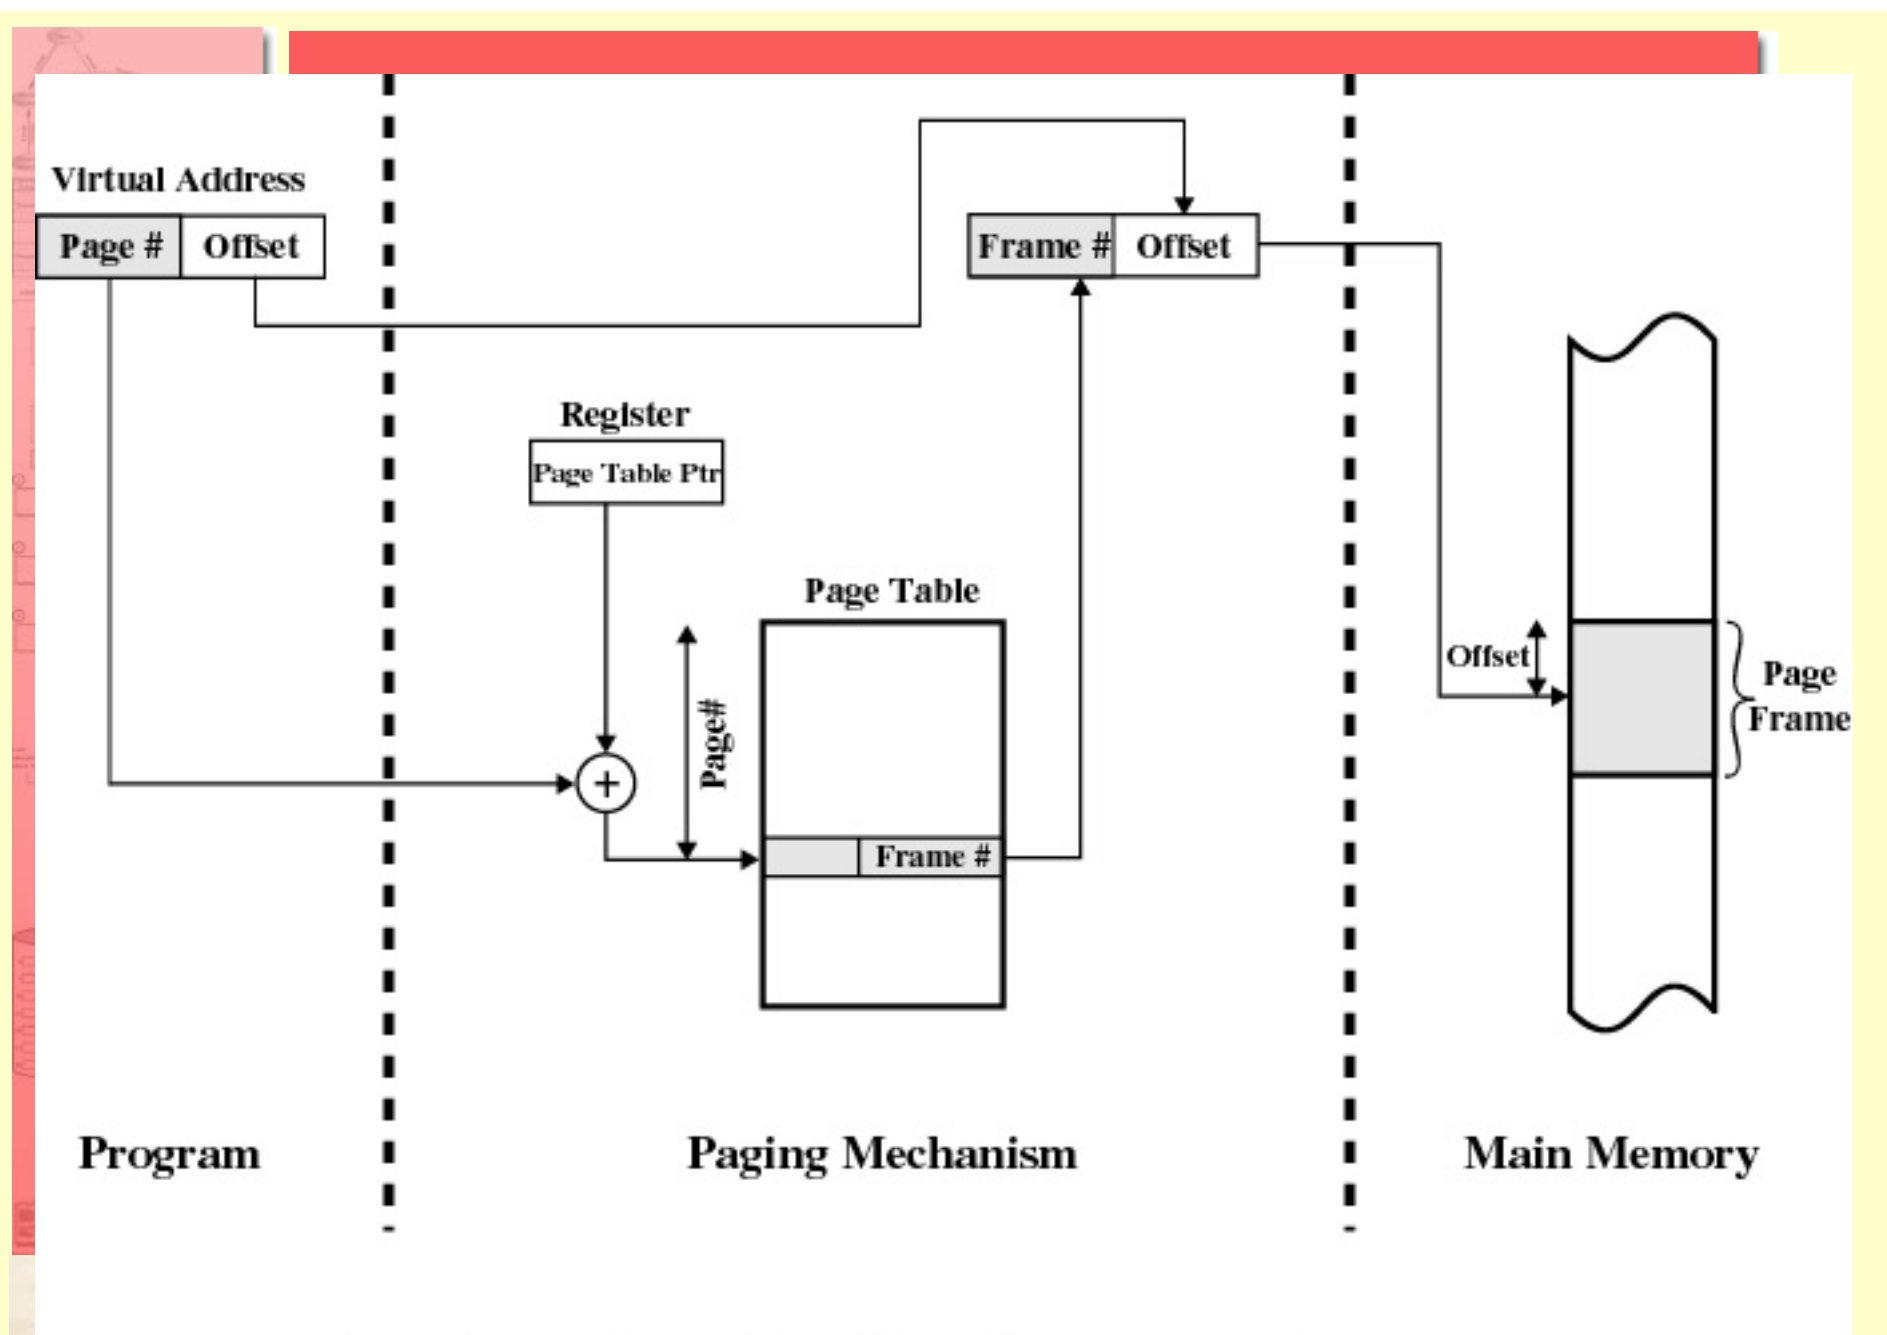 Virtual Address
Page #
Offset
Frame #
Offset
Register
Page Table Ptr
Page Table
Page#
Frame #
Offset
Page
Frame
Program
Paging Mechanism
Main Memory
+